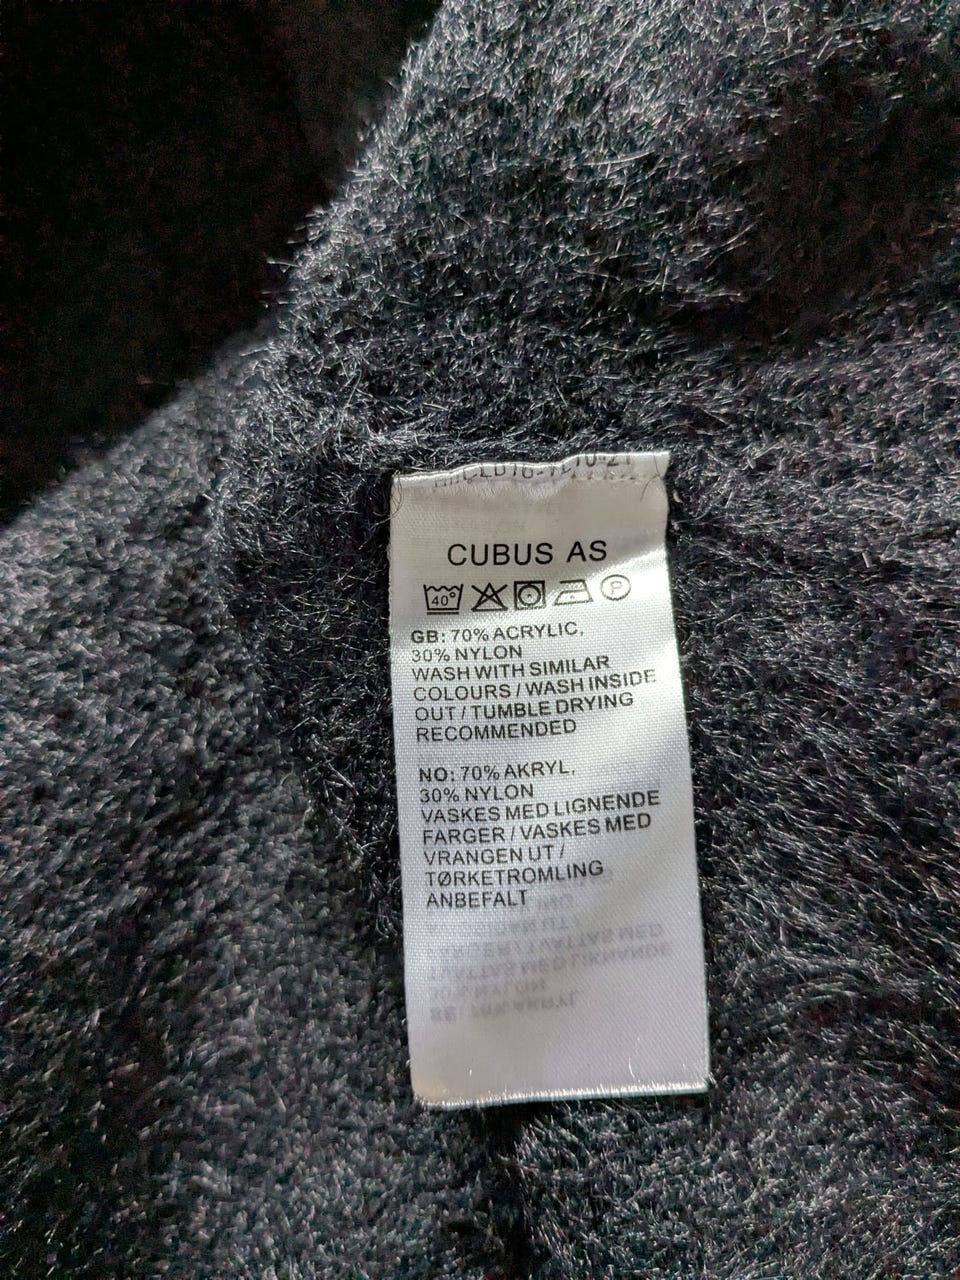 CUBUS AS
40°
P
GB: 70% ACRYLIC,
30% NYLON
WASH WITH SIMILAR
COLOURS / WASH INSIDE
OUT / TUMBLE DRYING
RECOMMENDED
NO: 70% AKRYL,
30% NYLON
VASKES MED LIGNENDE
FARGER / VASKES MED
VRANGEN UT /
TØRKETROMLING
ANBEFALT